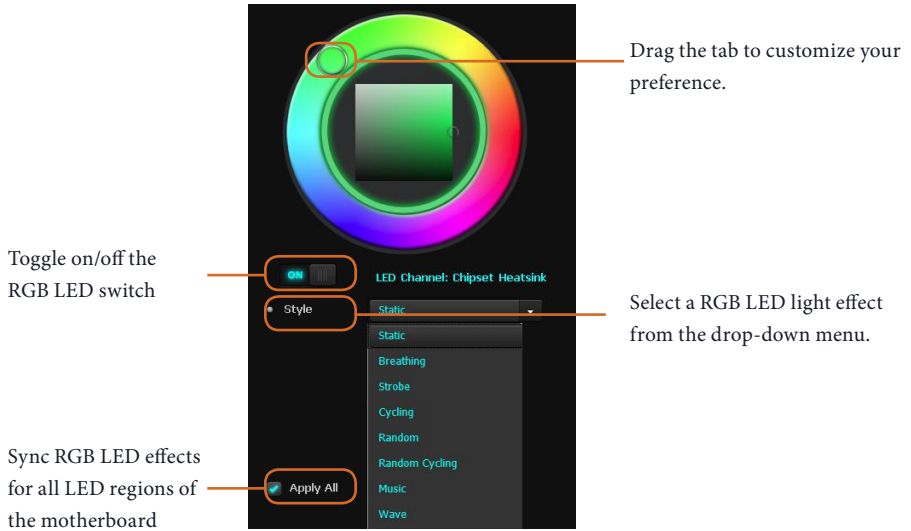 Drag the tab to customize your
preference.
Toggle on/off the
RGB LED switch
ON
LED Channel: Chipset Heatsink
Style
Static
Select a RGB LED light effect
from the drop-down menu.
Static
Breathing
Strobe
Cycling
Random
Random Cycling
Music
Wave
Sync RGB LED effects
for all LED regions of
the motherboard
Apply All